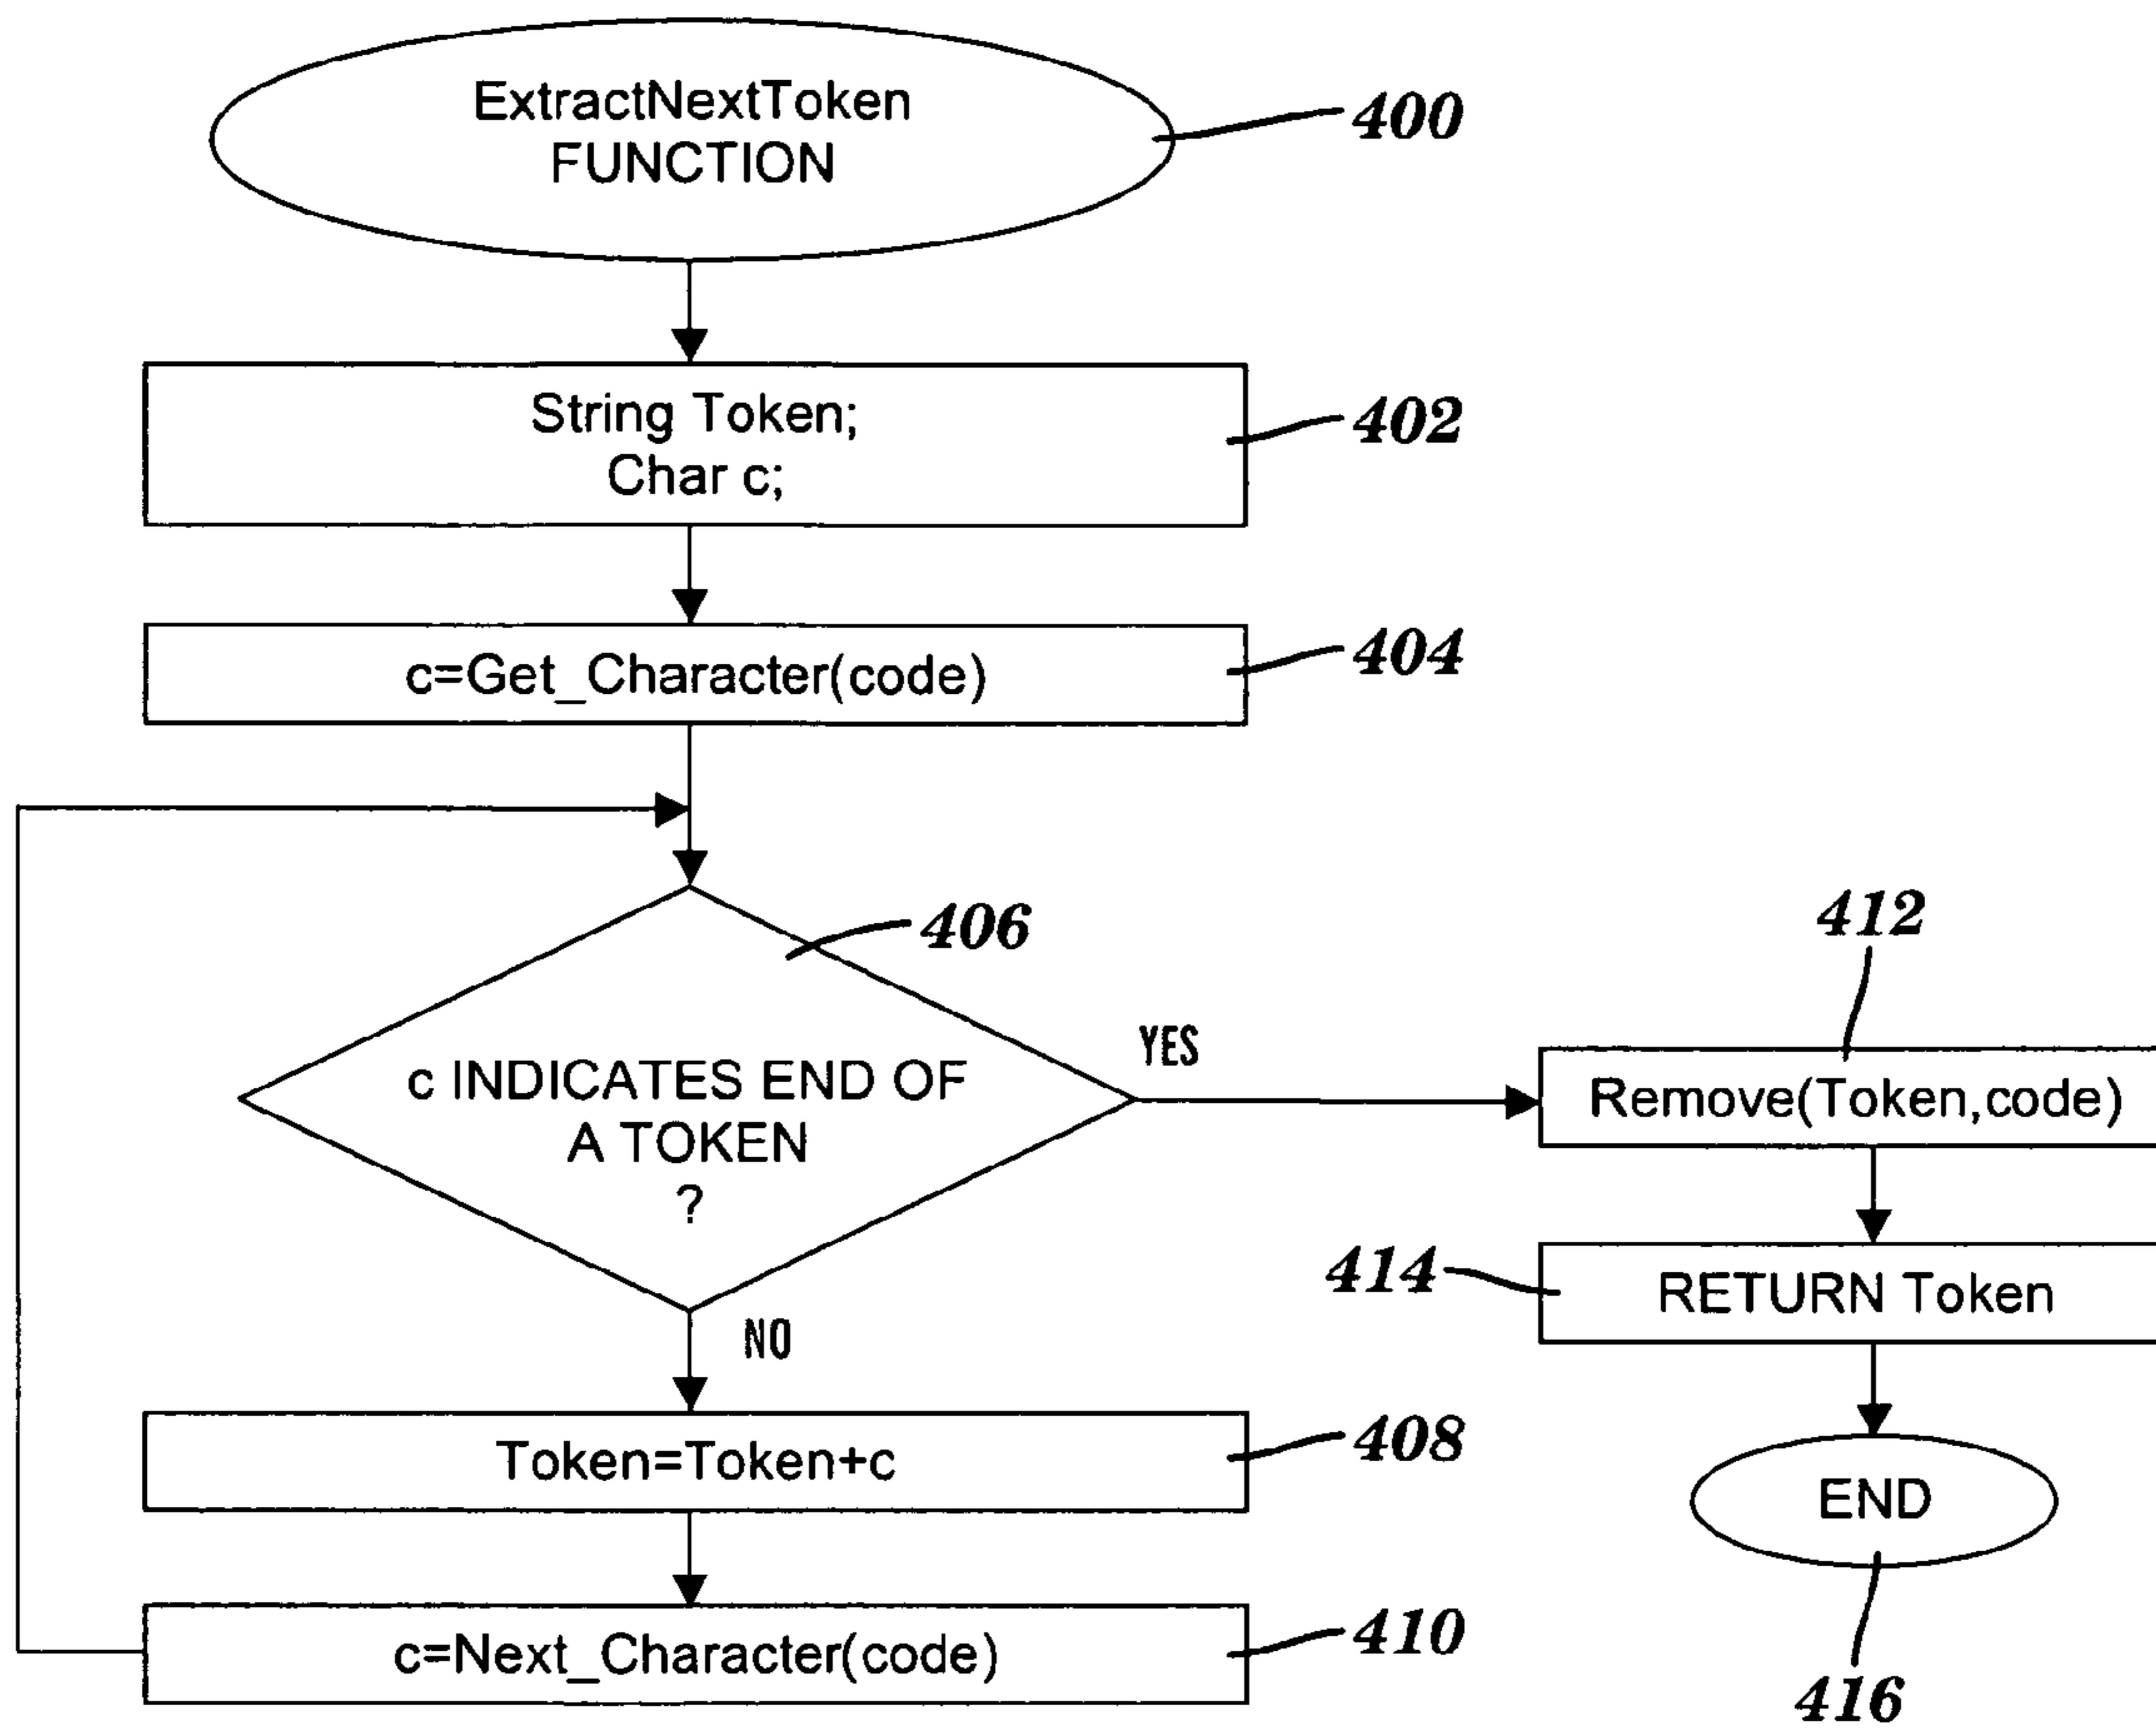 ExtractNextToken
FUNCTION
400
String Token;
Char c;
402
c=Get_Character(code)
404
406
c INDICATES END OF
A TOKEN
?
YES
NO
412
Remove(Token,code)
414
RETURN Token
Token=Token+c
408
END
416
c=Next_Character(code)
410